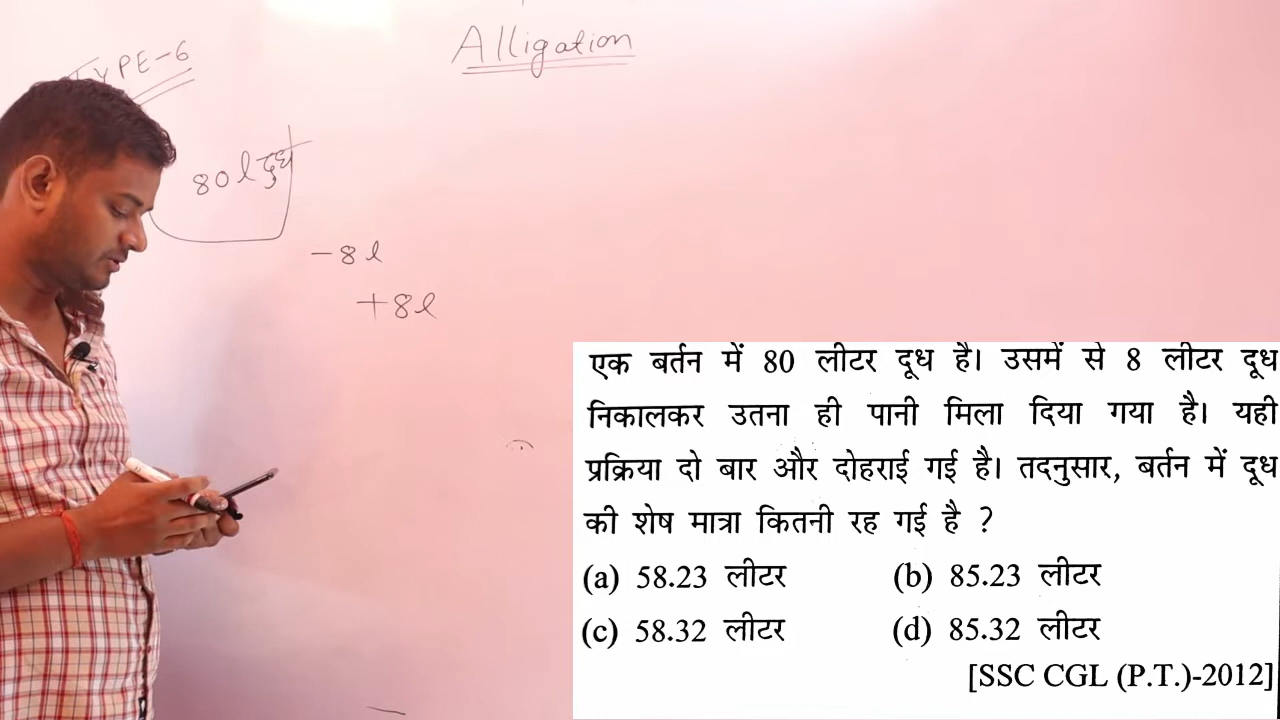 TYPE-6
Alligation
80 l दुध
-8 l
+8 l
एक बर्तन में 80 लीटर दूध है। उसमें से 8 लीटर दूध
निकालकर उतना ही पानी मिला दिया गया है। यही
प्रक्रिया दो बार और दोहराई गई है। तदनुसार, बर्तन में दूध
की शेष मात्रा कितनी रह गई है ?
(a) 58.23 लीटर (b) 85.23 लीटर
(c) 58.32 लीटर (d) 85.32 लीटर
[SSC CGL (P.T.)-2012]